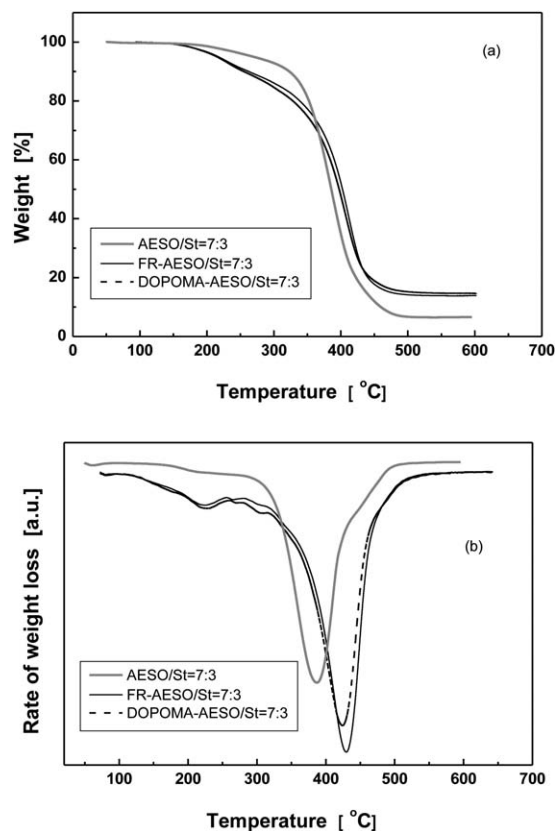 100
(a)
80
60
Weight [%]
40
AESO/St=7:3
FR-AESO/St=7:3
DOPOMA-AESO/St=7:3
20
0
0 100 200 300 400 500 600 700
Temperature [ °C]
(b)
Rate of weight loss [a.u.]
AESO/St=7:3
FR-AESO/St=7:3
DOPOMA-AESO/St=7:3
100 200 300 400 500 600 700
Temperature [ °C]